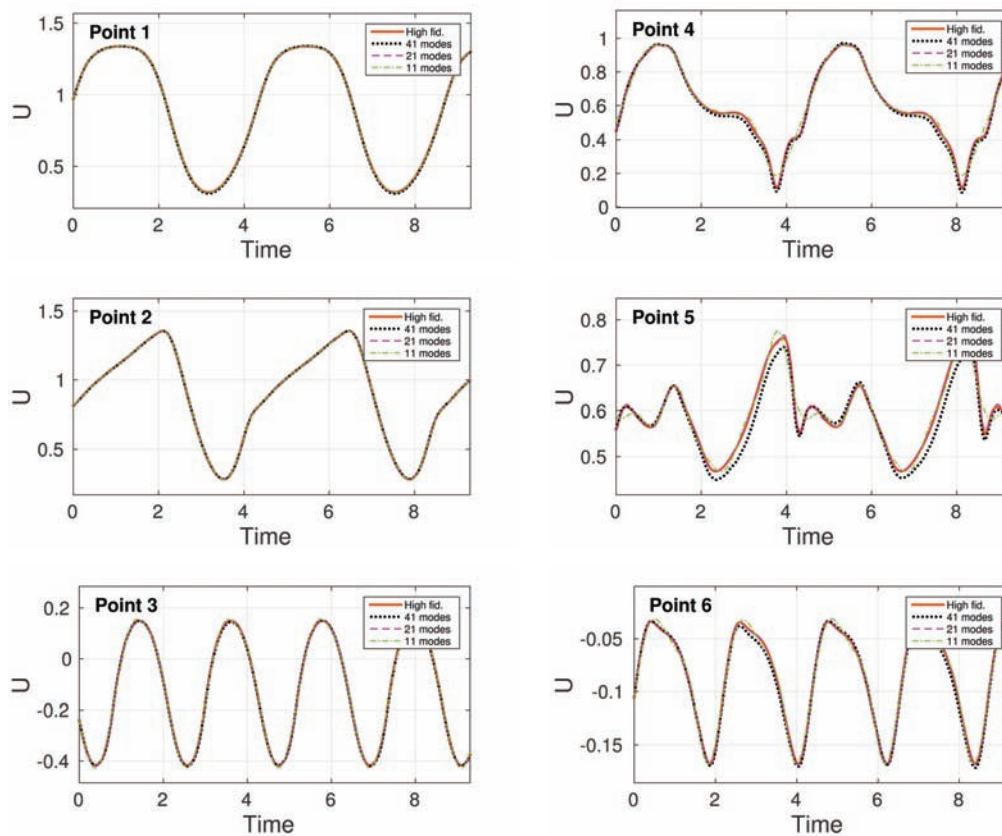 Point 1
High fid.
41 modes
21 modes
11 modes
1.5
1
0.5
U
0 2 4 6 8
Time
Point 4
High fid.
41 modes
21 modes
11 modes
1
0.8
0.6
0.4
0.2
0
U
0 2 4 6 8
Time
Point 2
High fid.
41 modes
21 modes
11 modes
1.5
1
0.5
U
0 2 4 6 8
Time
Point 5
High fid.
41 modes
21 modes
11 modes
0.8
0.7
0.6
0.5
U
0 2 4 6 8
Time
Point 3
High fid.
41 modes
21 modes
11 modes
0.2
0
-0.2
-0.4
U
0 2 4 6 8
Time
Point 6
High fid.
41 modes
21 modes
11 modes
-0.05
-0.1
-0.15
U
0 2 4 6 8
Time